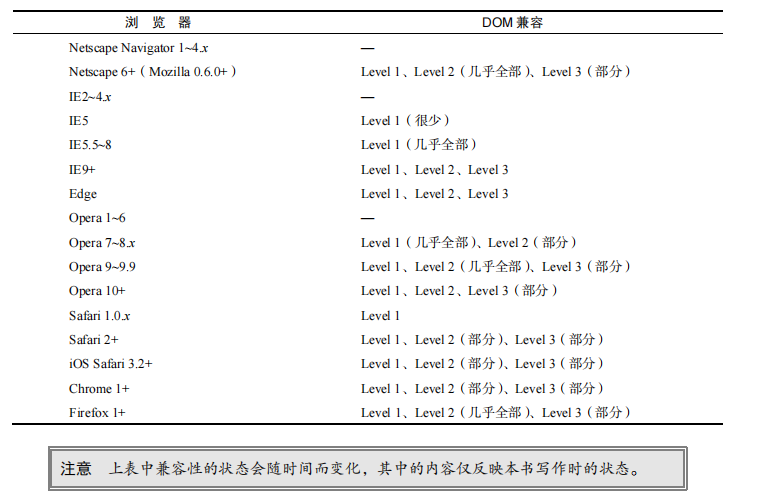 浏 览 器 DOM 兼容
Netscape Navigator 1~4.x —
Netscape 6+（Mozilla 0.6.0+） Level 1、Level 2（几乎全部）、Level 3（部分）
IE2~4.x —
IE5 Level 1（很少）
IE5.5~8 Level 1（几乎全部）
IE9+ Level 1、Level 2、Level 3
Edge Level 1、Level 2、Level 3
Opera 1~6 —
Opera 7~8.x Level 1（几乎全部）、Level 2（部分）
Opera 9~9.9 Level 1、Level 2（几乎全部）、Level 3（部分）
Opera 10+ Level 1、Level 2、Level 3（部分）
Safari 1.0.x Level 1
Safari 2+ Level 1、Level 2（部分）、Level 3（部分）
iOS Safari 3.2+ Level 1、Level 2（部分）、Level 3（部分）
Chrome 1+ Level 1、Level 2（部分）、Level 3（部分）
Firefox 1+ Level 1、Level 2（几乎全部）、Level 3（部分）
注意 上表中兼容性的状态会随时间而变化，其中的内容仅反映本书写作时的状态。